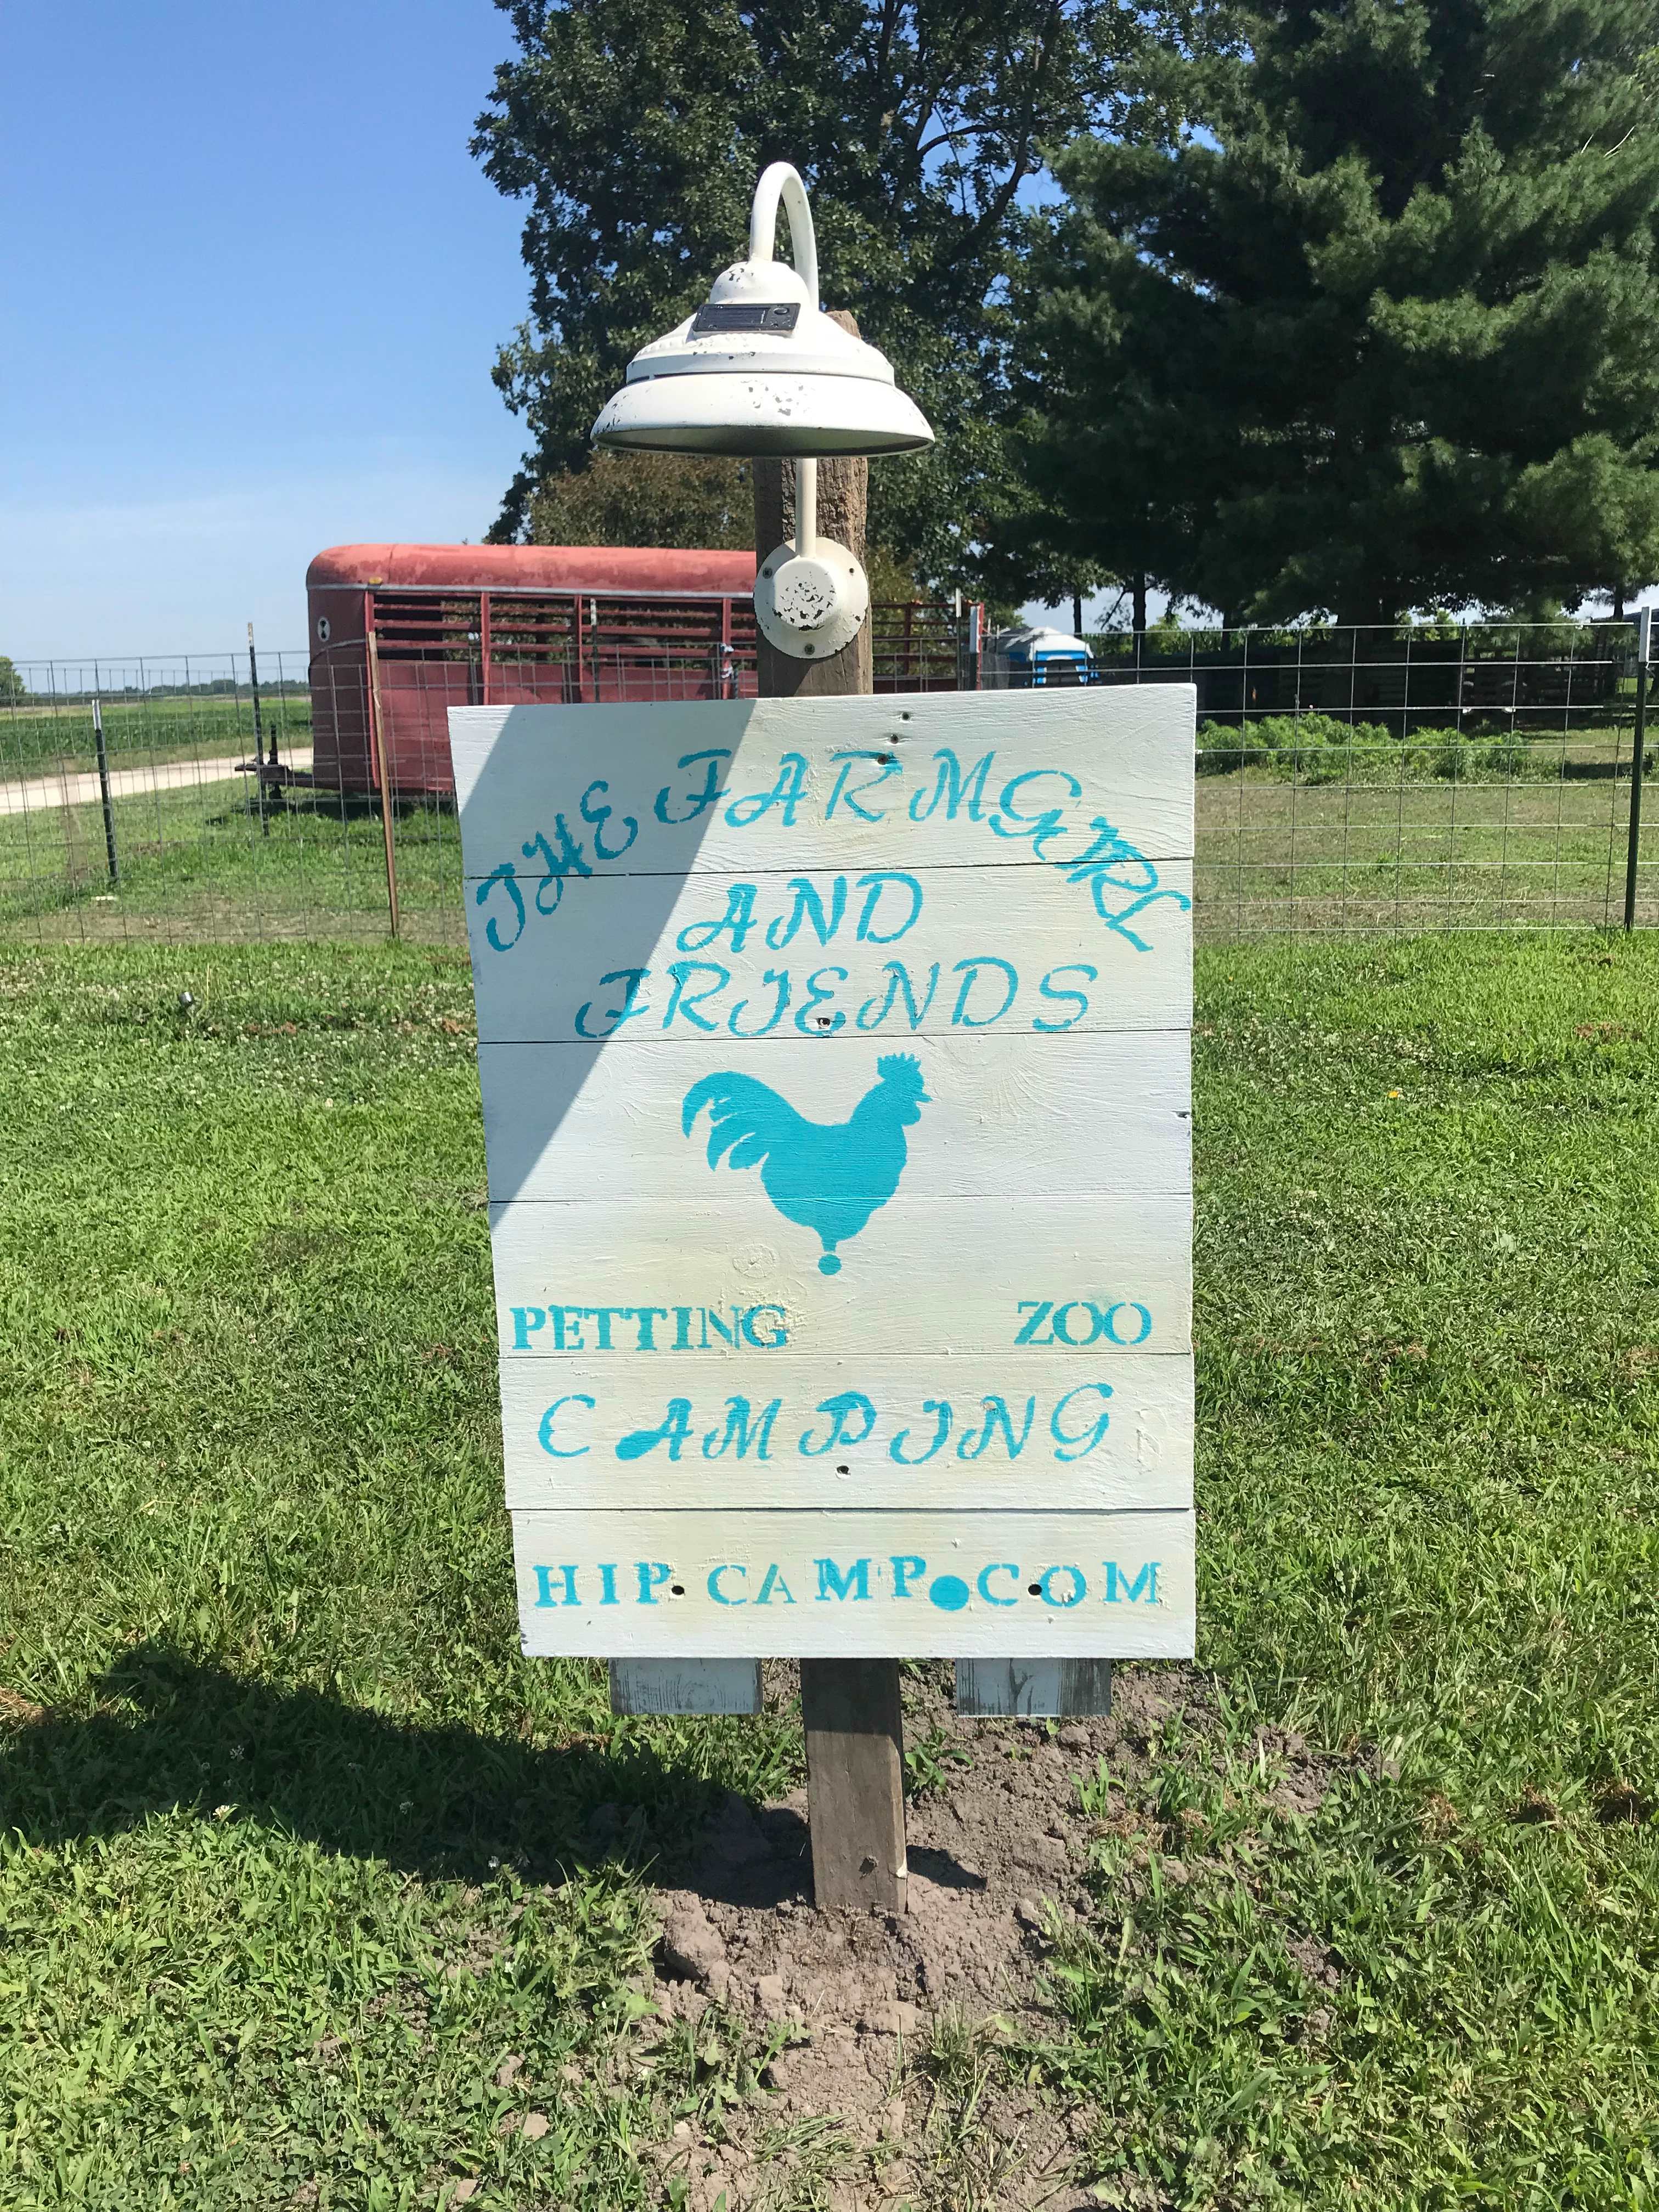 THE FARMGIRL
AND
FRIENDS
PETTING ZOO
CAMPING
HIP CAMP.COM